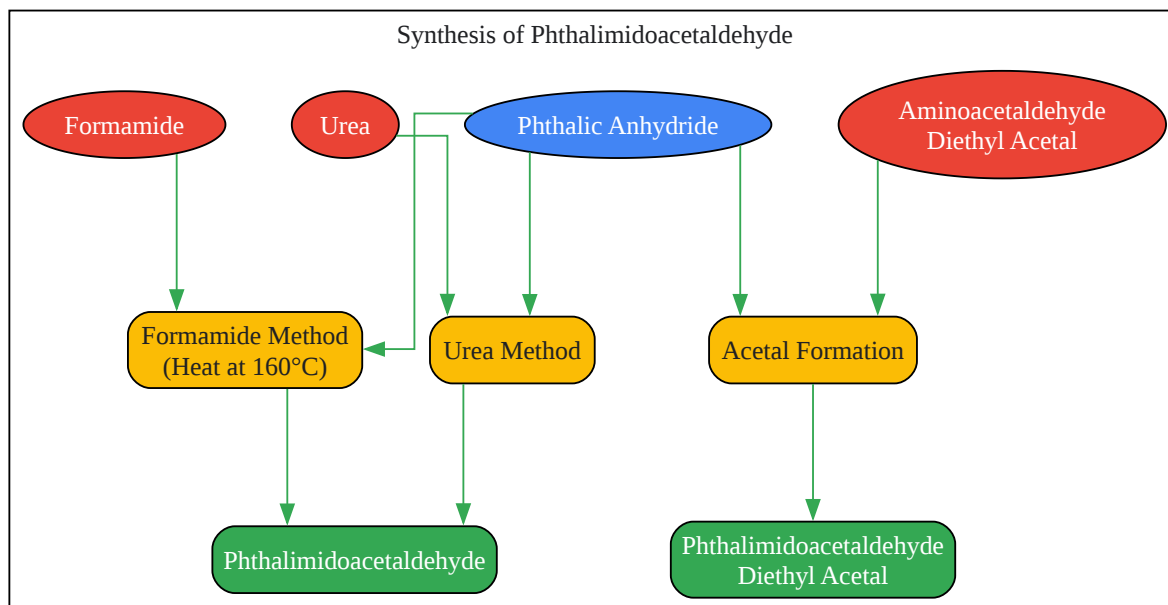 Synthesis of Phthalimidoacetaldehyde
Formamide
Urea
Phthalic Anhydride
Aminoacetaldehyde
Diethyl Acetal
Formamide Method
(Heat at 160°C)
Urea Method
Acetal Formation
Phthalimidoacetaldehyde
Phthalimidoacetaldehyde
Diethyl Acetal